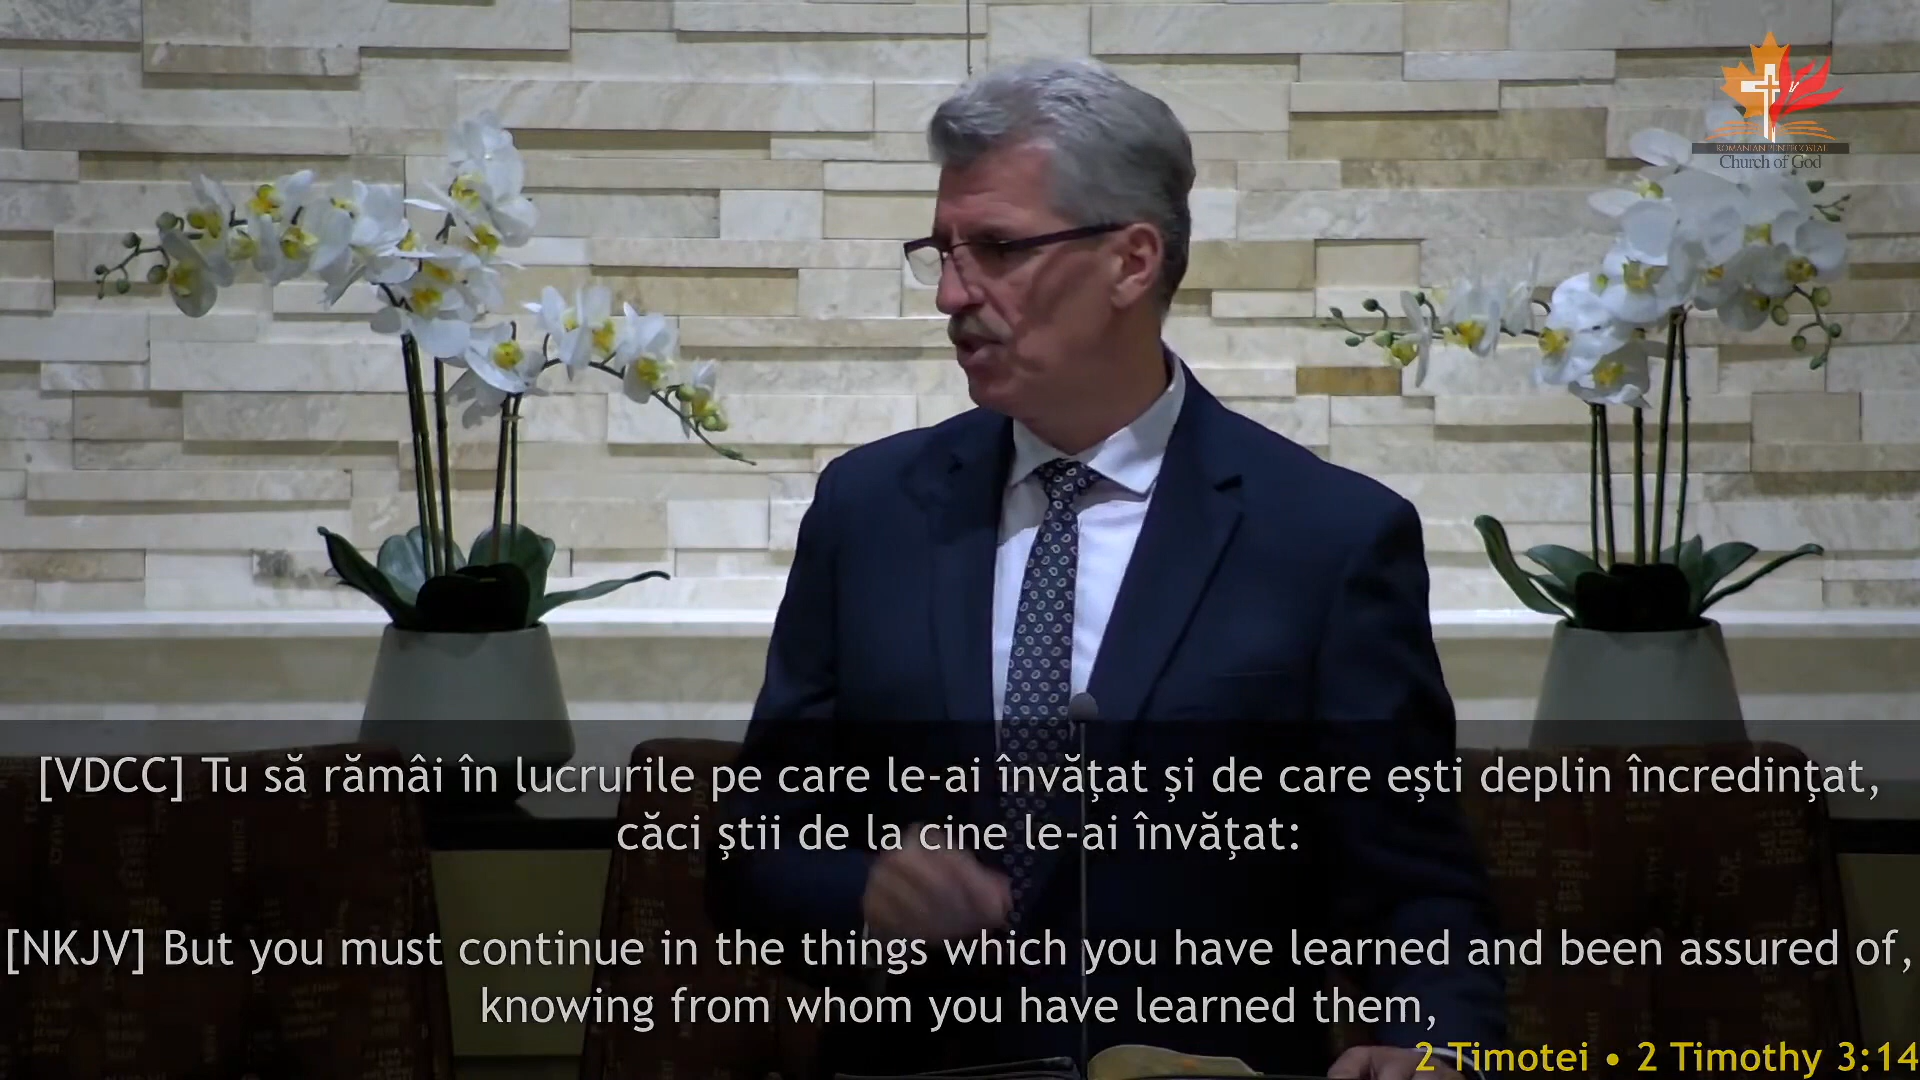 ROMANIAN PENTECOSTAL
Church of God
[VDCC] Tu să rămâi în lucrurile pe care le-ai învățat și de care ești deplin încredințat,
căci știi de la cine le-ai învățat:
[NKJV] But you must continue in the things which you have learned and been assured of,
knowing from whom you have learned them,
2 Timotei • 2 Timothy 3:14